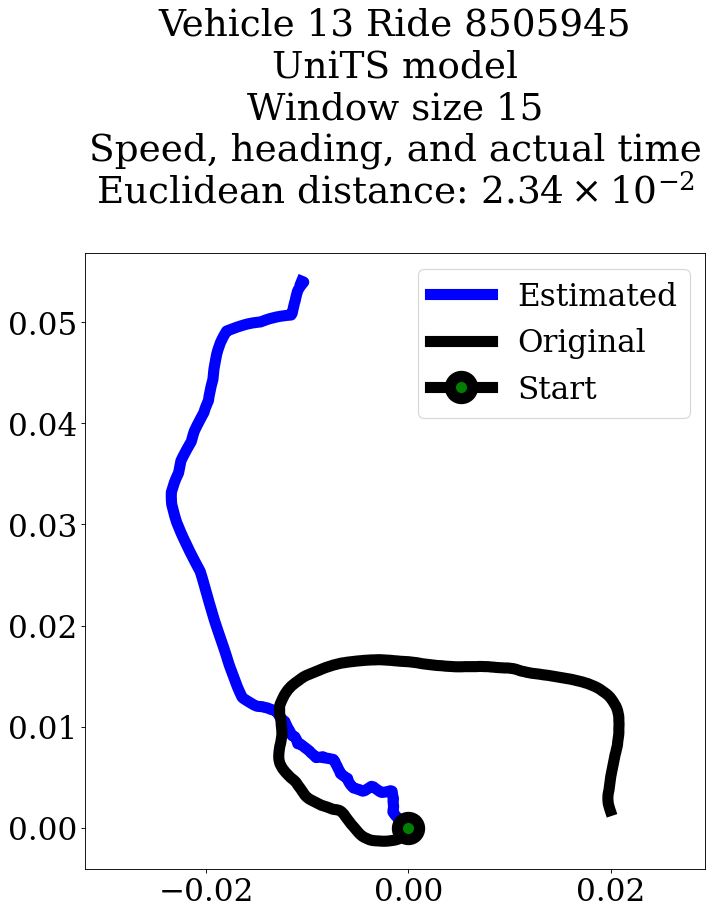 Vehicle 13 Ride 8505945
UniTS model
Window size 15
Speed, heading, and actual time
Euclidean distance: 2.34 × 10⁻²
Estimated
Original
Start
0.05
0.04
0.03
0.02
0.01
0.00
−0.02 0.00 0.02